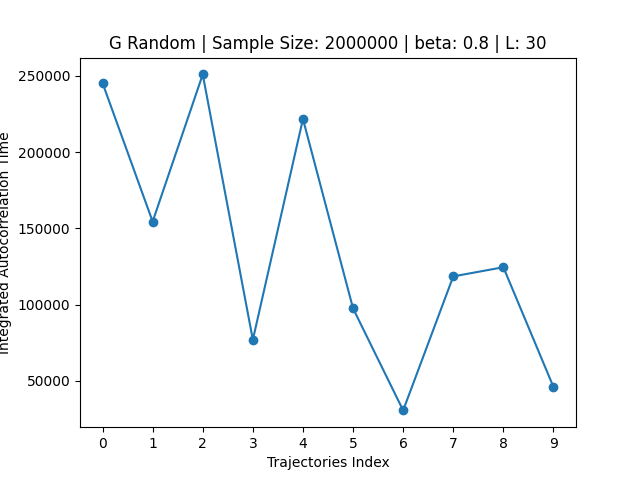 G Random | Sample Size: 2000000 | beta: 0.8 | L: 30
250000
200000
150000
100000
50000
Integrated Autocorrelation Time
0 1 2 3 4 5 6 7 8 9
Trajectories Index